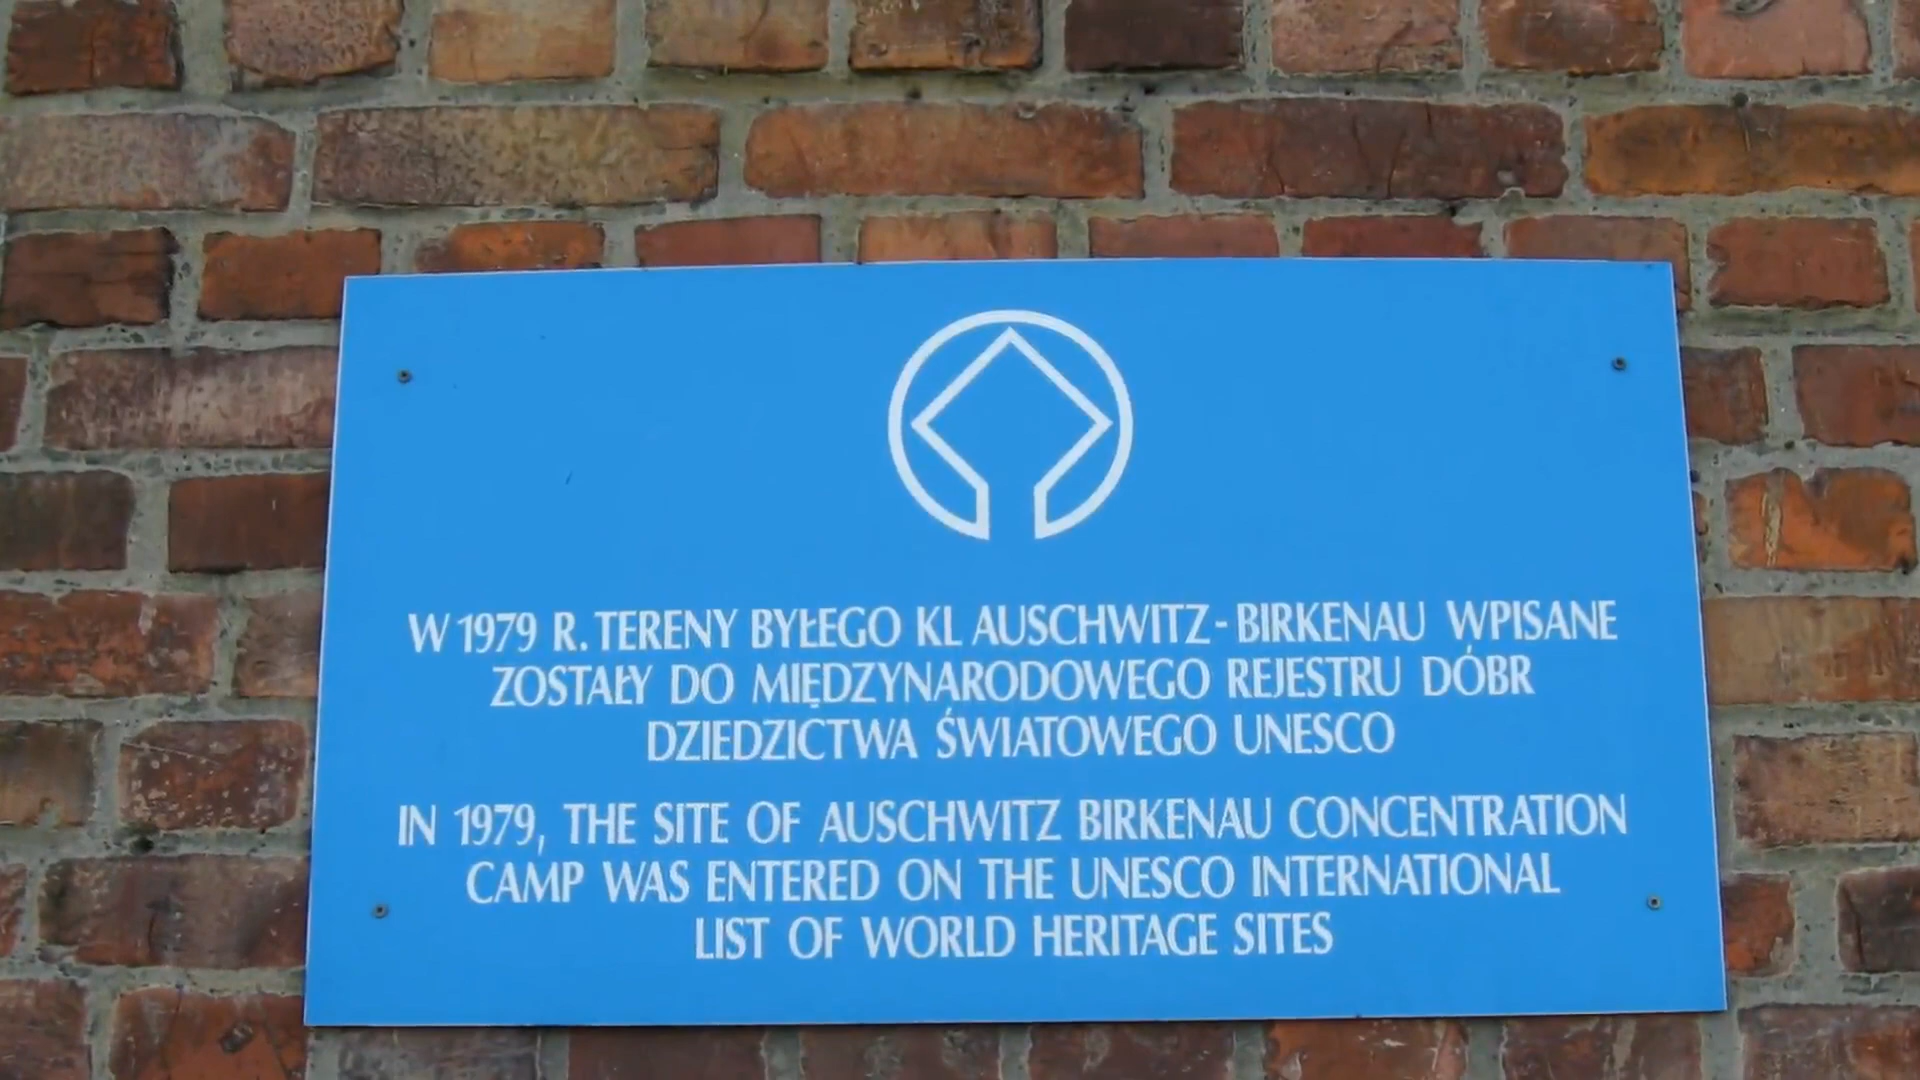 W 1979 R. TERENY BYŁEGO KL AUSCHWITZ - BIRKENAU WPISANE
ZOSTAŁY DO MIĘDZYNARODOWEGO REJESTRU DÓBR
DZIEDZICTWA ŚWIATOWEGO UNESCO
IN 1979, THE SITE OF AUSCHWITZ BIRKENAU CONCENTRATION
CAMP WAS ENTERED ON THE UNESCO INTERNATIONAL
LIST OF WORLD HERITAGE SITES